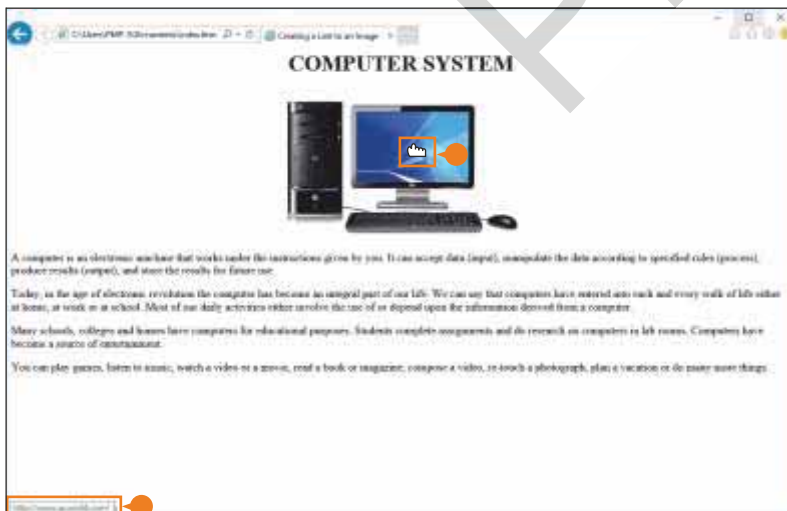 Creating a Link to an Image
COMPUTER SYSTEM
A computer is an electronic machine that works under the instructions given by you. It can accept data (input), manipulate the data according to specified rules (process),
produce results (output), and store the results for future use.
Today, in the age of electronic revolution the computer has become an integral part of our life. We can say that computers have entered into each and every walk of life either
at home, at work or at school. Most of our daily activities either involve the use of or depend upon the information derived from a computer.
Many schools, colleges and homes have computers for educational purposes. Students complete assignments and do research on computers in lab rooms. Computers have
become a source of entertainment.
You can play games, listen to music, watch a video or a movie, read a book or magazine, compose a video, re-touch a photograph, plan a vacation or do many more things.